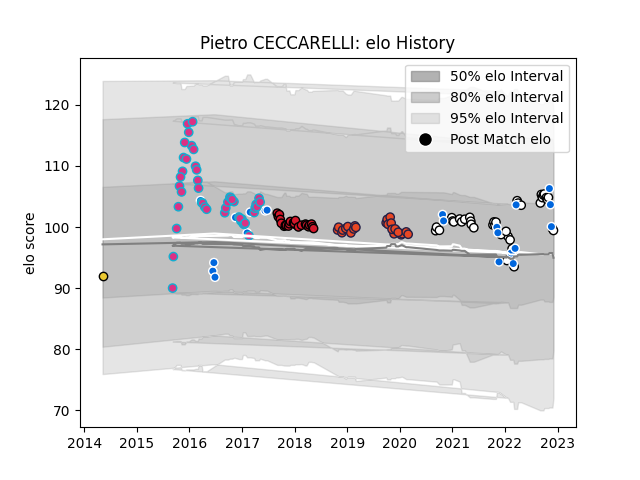 Pietro CECCARELLI: elo History
50% elo Interval
80% elo Interval
95% elo Interval
Post Match elo
elo score
120
110
100
90
80
70
2014 2015 2016 2017 2018 2019 2020 2021 2022 2023